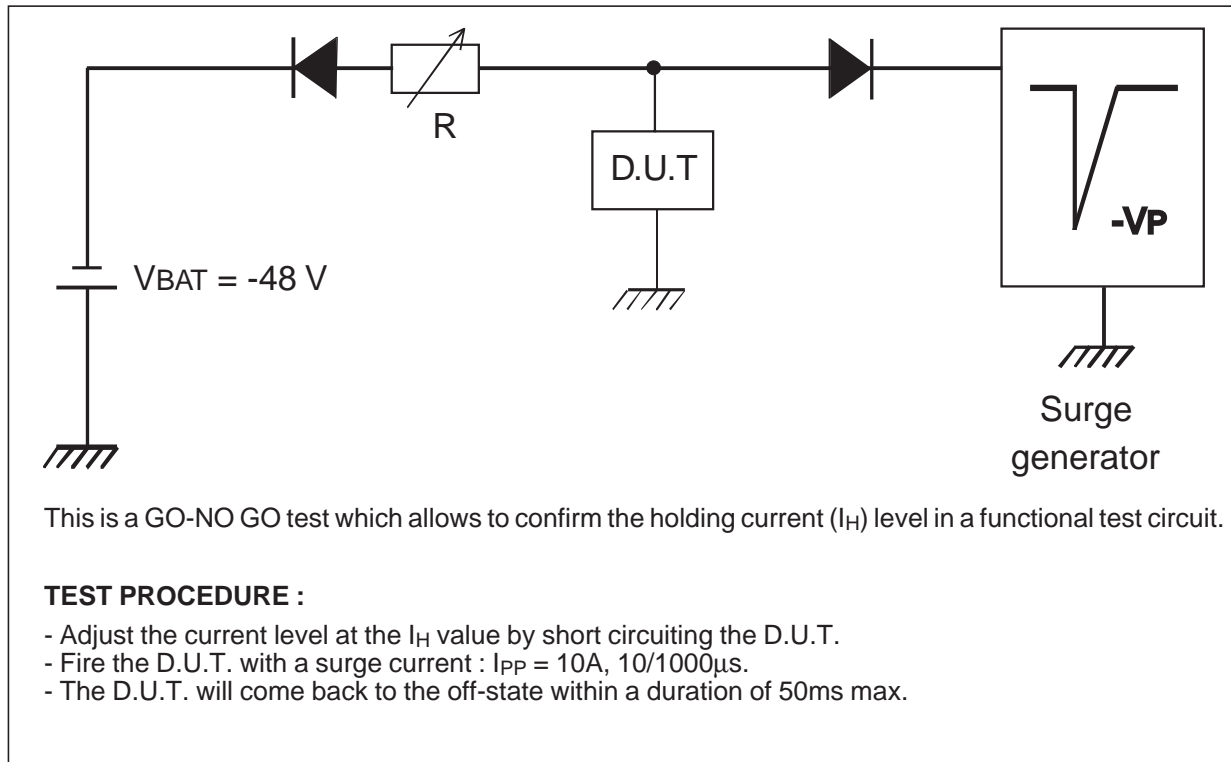 R
D.U.T
-VP
VBAT = -48 V
Surge
generator
This is a GO-NO GO test which allows to confirm the holding current (IH) level in a functional test circuit.
TEST PROCEDURE :
- Adjust the current level at the IH value by short circuiting the D.U.T.
- Fire the D.U.T. with a surge current : IPP = 10A, 10/1000μs.
- The D.U.T. will come back to the off-state within a duration of 50ms max.